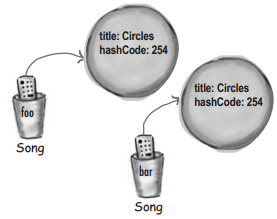 title: Circles
hashCode: 254
foo
Song
title: Circles
hashCode: 254
bar
Song